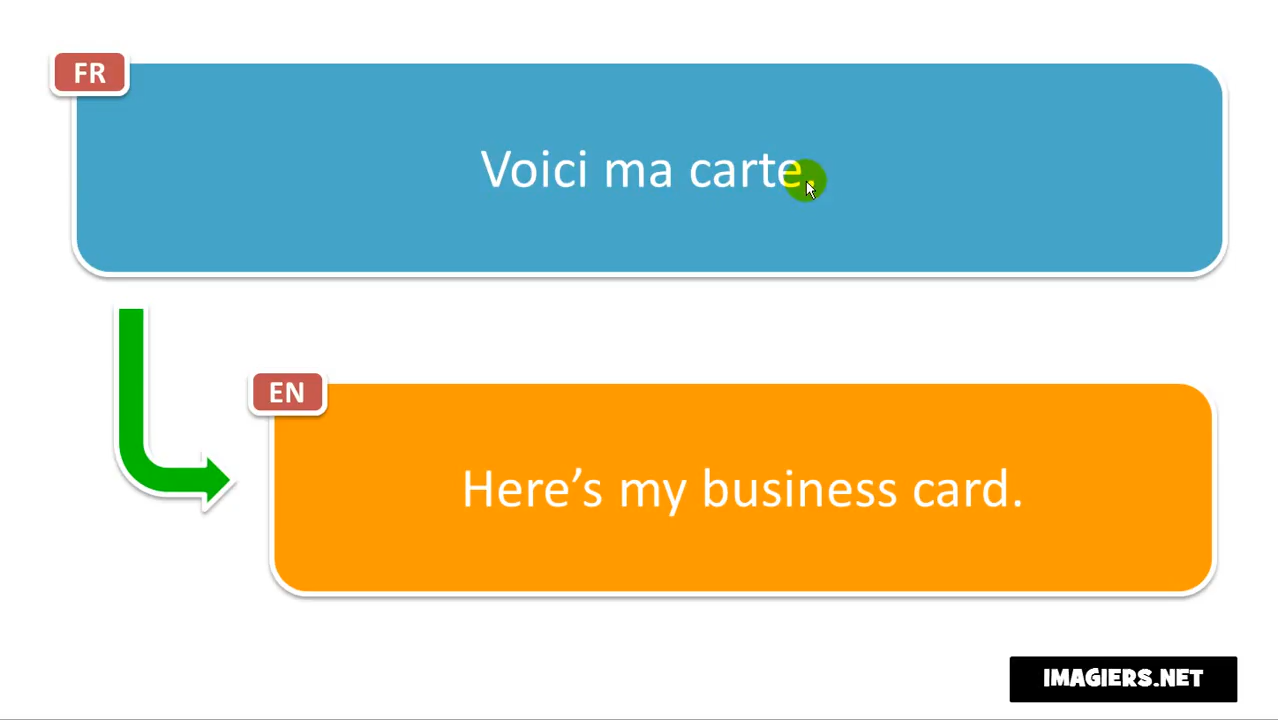 FR
Voici ma carte.
EN
Here’s my business card.
IMAGIERS.NET